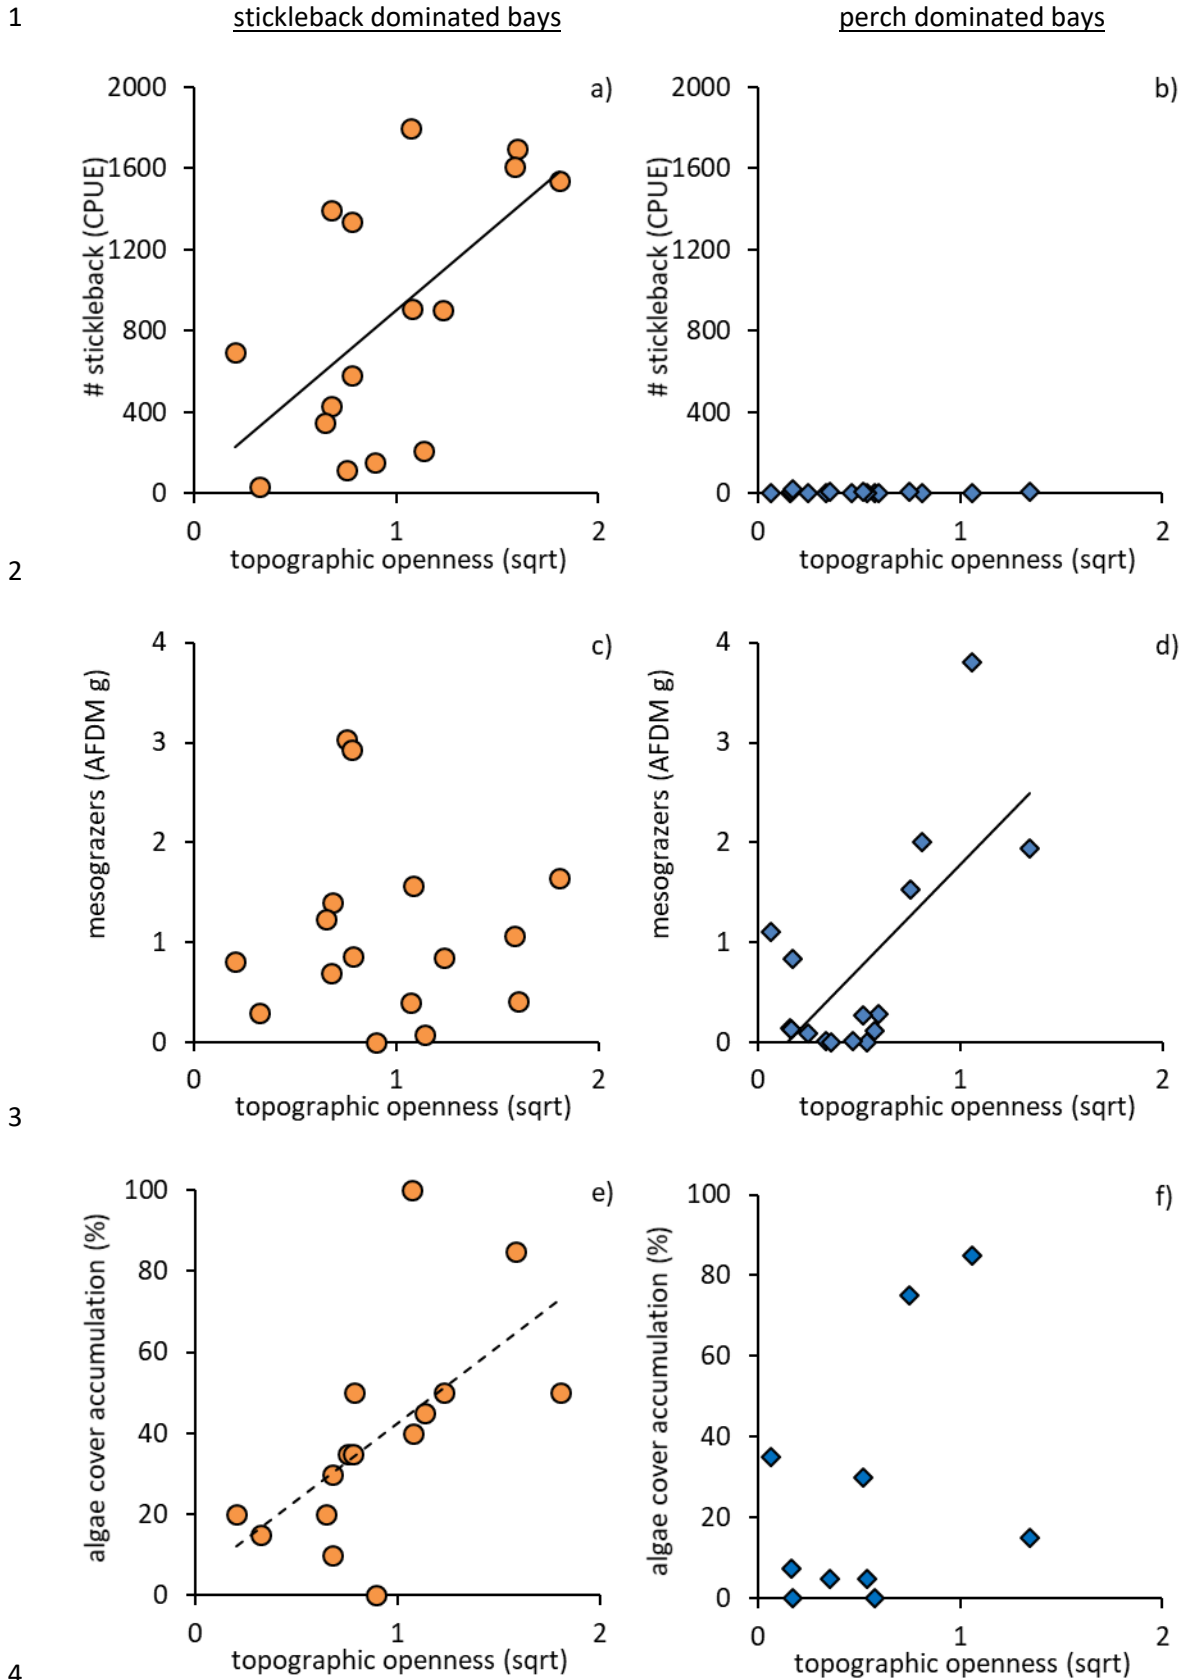 1 stickleback dominated bays perch dominated bays
a) b)
2000 2000
1600 1600
1200 1200
800 800
400 400
0 0
# stickleback (CPUE) # stickleback (CPUE)
0 1 2 0 1 2
topographic openness (sqrt) topographic openness (sqrt)
2
c) d)
4 4
3 3
2 2
1 1
0 0
mesograzers (AFDM g) mesograzers (AFDM g)
0 1 2 0 1 2
topographic openness (sqrt) topographic openness (sqrt)
3
e) f)
100 100
80 80
60 60
40 40
20 20
0 0
algae cover accumulation (%) algae cover accumulation (%)
0 1 2 0 1 2
topographic openness (sqrt) topographic openness (sqrt)
4